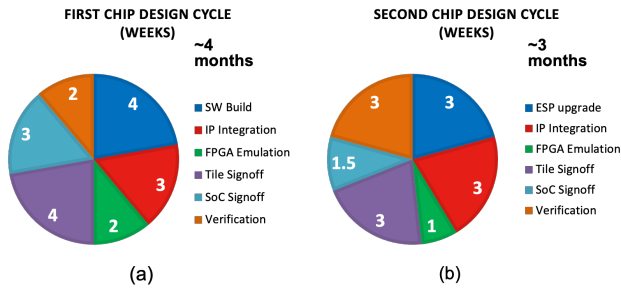 FIRST CHIP DESIGN CYCLE
(WEEKS)
~4
months
2
4
3
3
4
2
SW Build
IP Integration
FPGA Emulation
Tile Signoff
SoC Signoff
Verification
(a)
SECOND CHIP DESIGN CYCLE
(WEEKS)
~3
months
3
3
1.5
3
3
1
ESP upgrade
IP Integration
FPGA Emulation
Tile Signoff
SoC Signoff
Verification
(b)